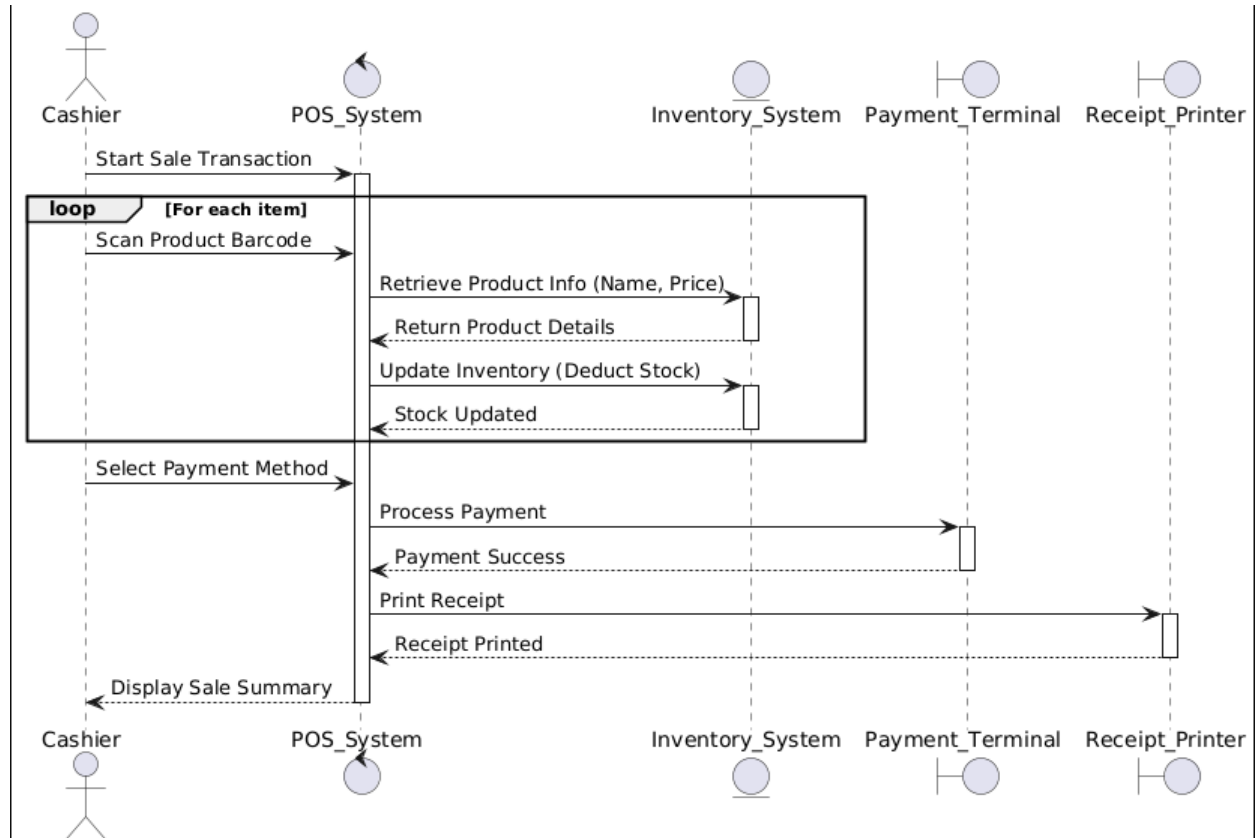 Cashier POS_System Inventory_System Payment_Terminal Receipt_Printer
Start Sale Transaction
loop [For each item]
Scan Product Barcode
Retrieve Product Info (Name, Price)
Return Product Details
Update Inventory (Deduct Stock)
Stock Updated
Select Payment Method
Process Payment
Payment Success
Print Receipt
Receipt Printed
Display Sale Summary
Cashier POS_System Inventory_System Payment_Terminal Receipt_Printer